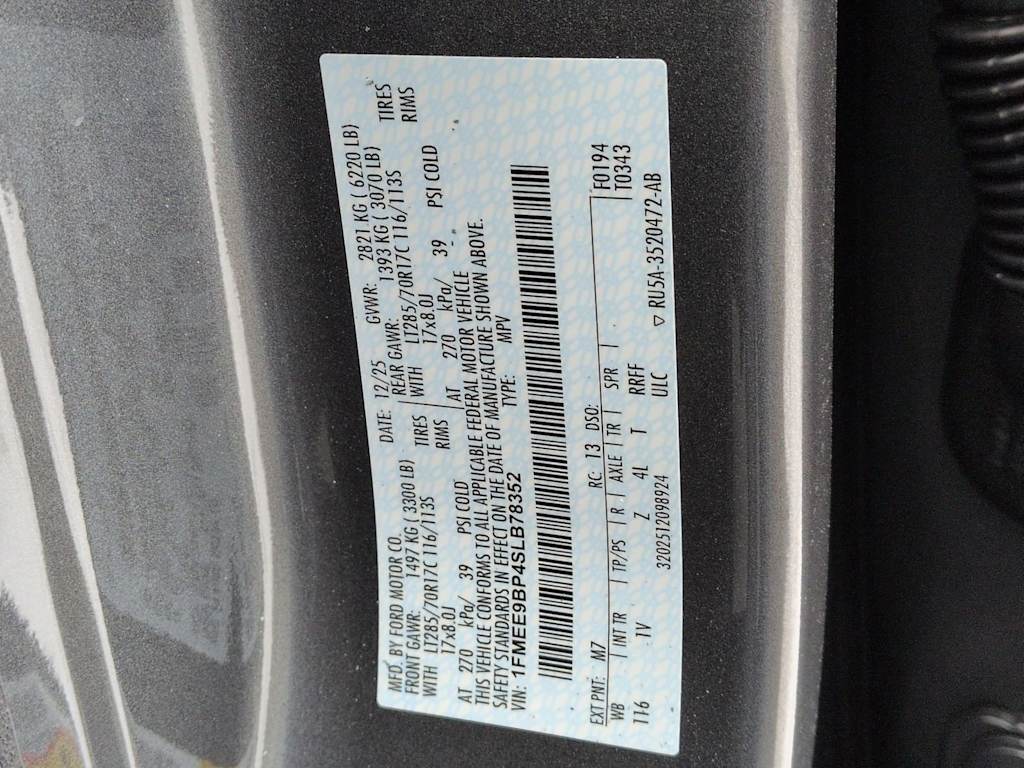 MFD. BY FORD MOTOR CO. DATE: 12/25 GVWR: 2821 KG ( 6220 LB)
FRONT GAWR: 1497 KG ( 3300 LB) REAR GAWR: 1393 KG ( 3070 LB)
WITH LT285/70R17C 116/113S TIRES WITH LT285/70R17C 116/113S TIRES
17x8.0J RIMS 17x8.0J RIMS
AT 270 kPa/ 39 PSI COLD AT 270 kPa/ 39 PSI COLD
THIS VEHICLE CONFORMS TO ALL APPLICABLE FEDERAL MOTOR VEHICLE
SAFETY STANDARDS IN EFFECT ON THE DATE OF MANUFACTURE SHOWN ABOVE.
VIN: 1FMEE9BP4SLB78352 TYPE: MPV
EXT PNT: M7 RC: 13 DSO: F0194
WB INT TR TP/PS R AXLE TR SPR T0343
116 1V Z 4L T RRFF
3202512098924 ULC ▽ RU5A-3520472-AB